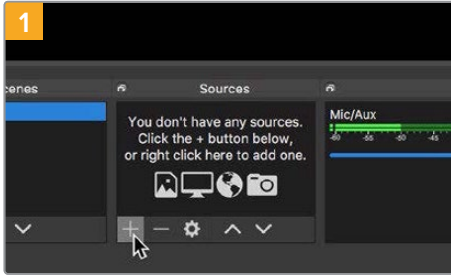 1
cenes
Sources
You don't have any sources.
Click the + button below,
or right click here to add one.
Mic/Aux
-60 -55 -50 -45